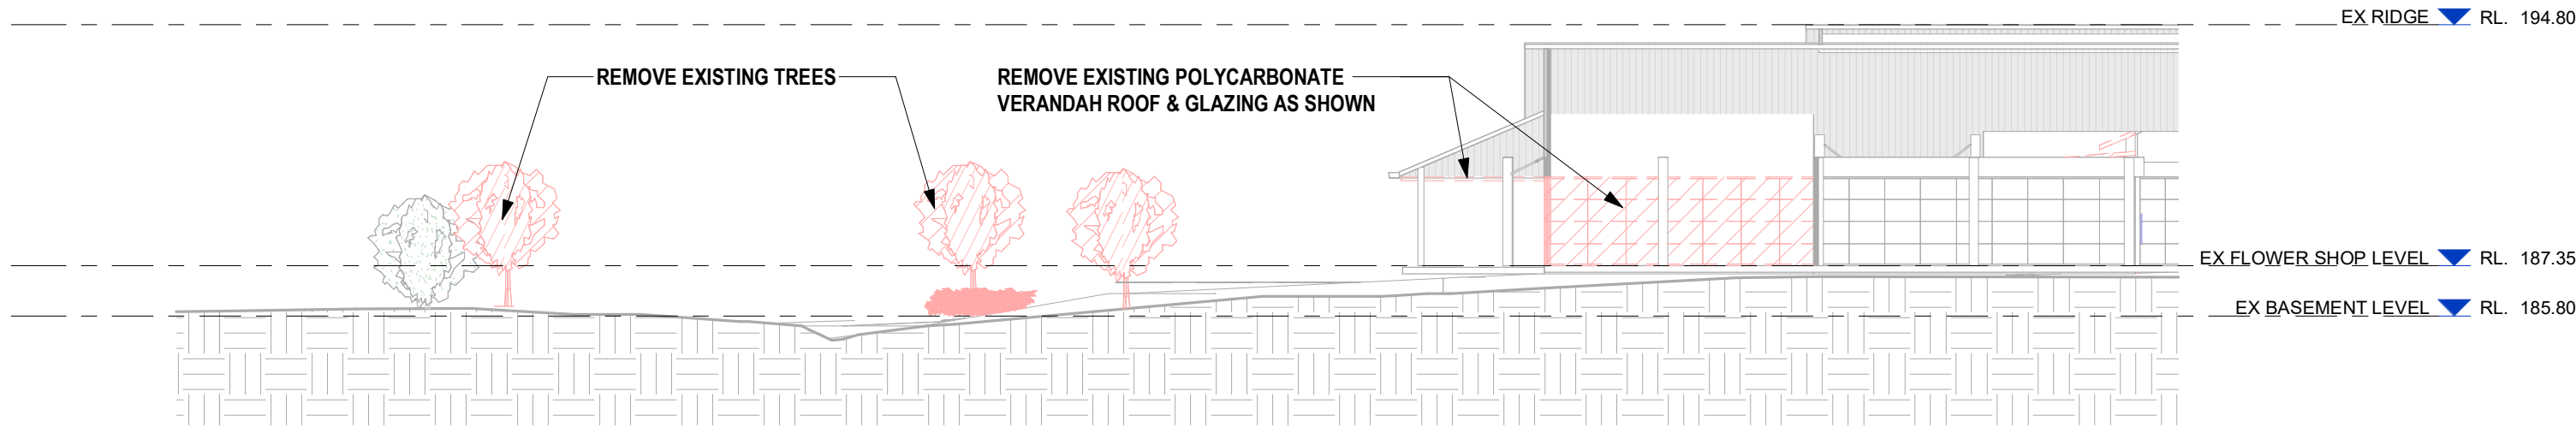 EX RIDGE RL. 194.80
REMOVE EXISTING TREES
REMOVE EXISTING POLYCARBONATE
VERANDAH ROOF & GLAZING AS SHOWN
EX FLOWER SHOP LEVEL RL. 187.35
EX BASEMENT LEVEL RL. 185.80